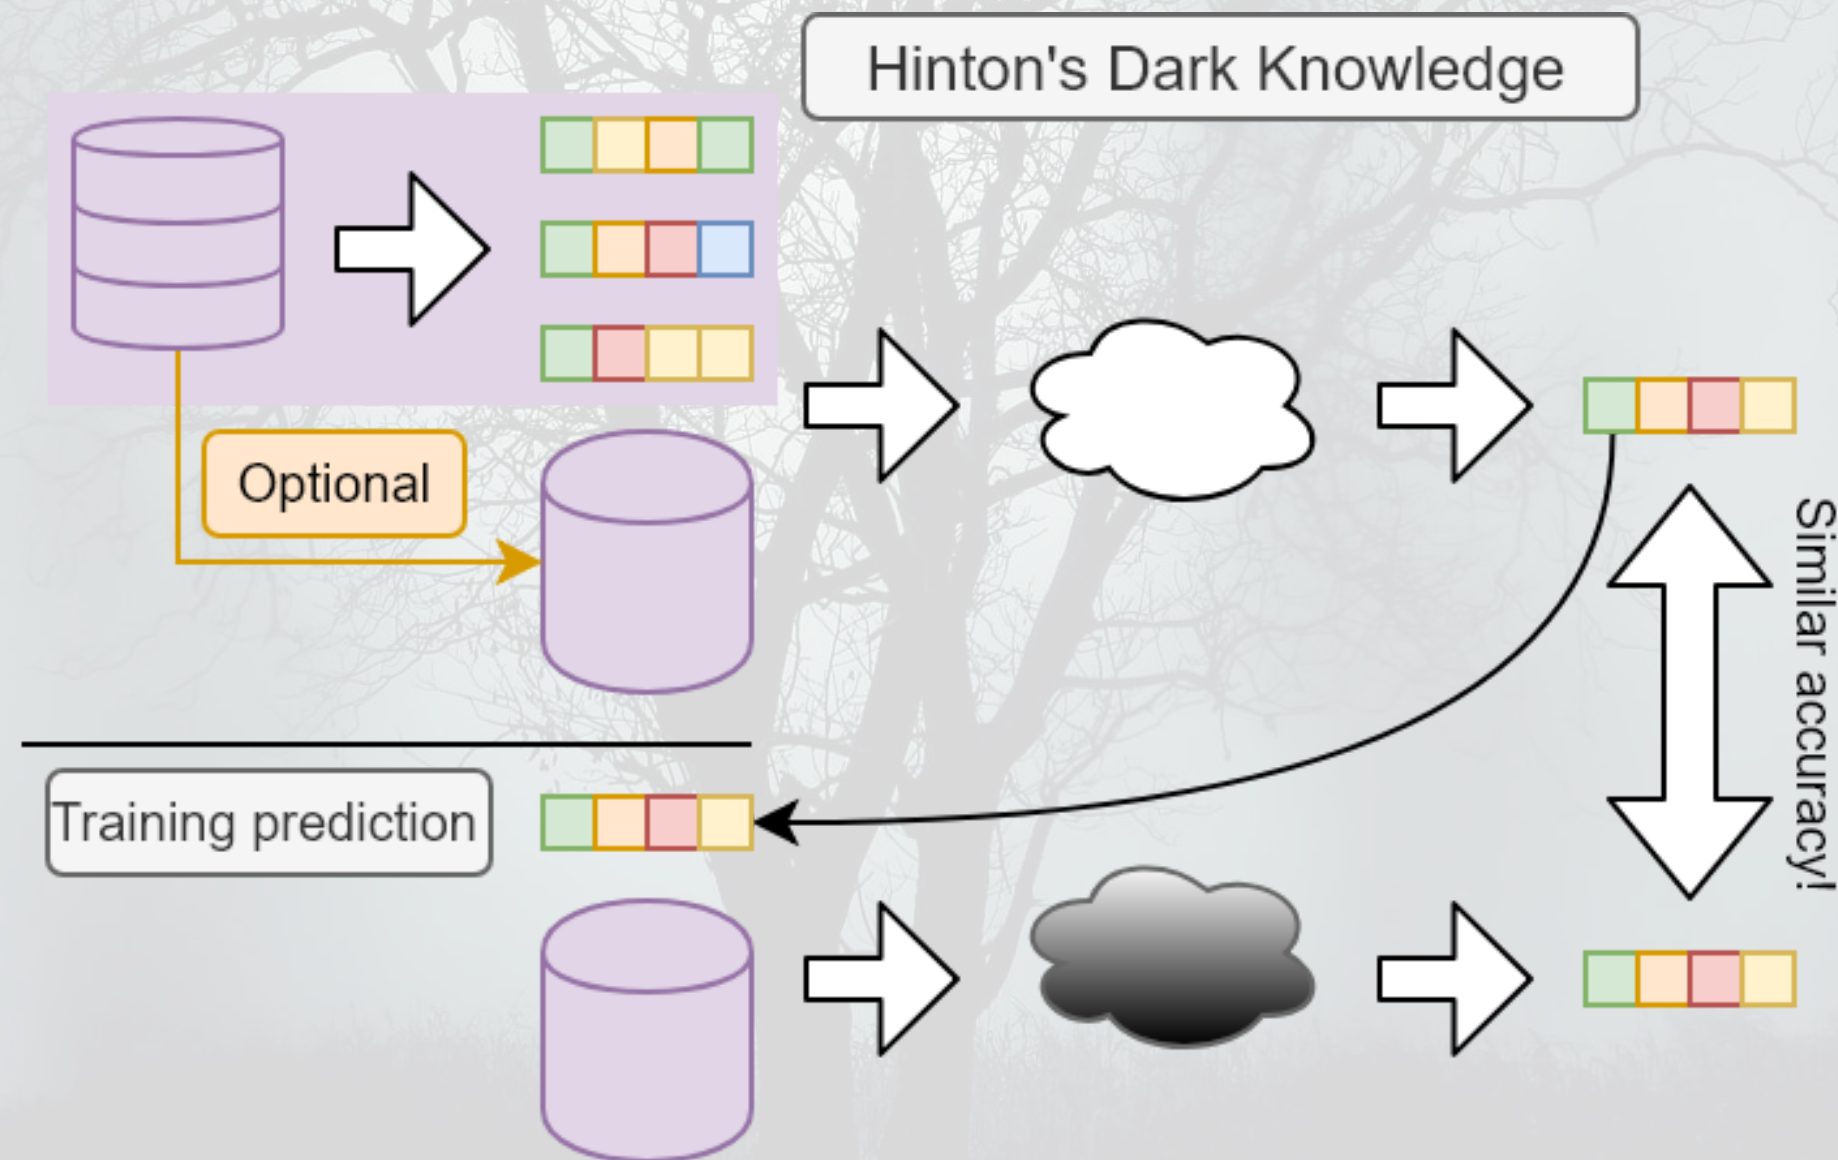 Hinton's Dark Knowledge
Optional
Similar accuracy!
Training prediction